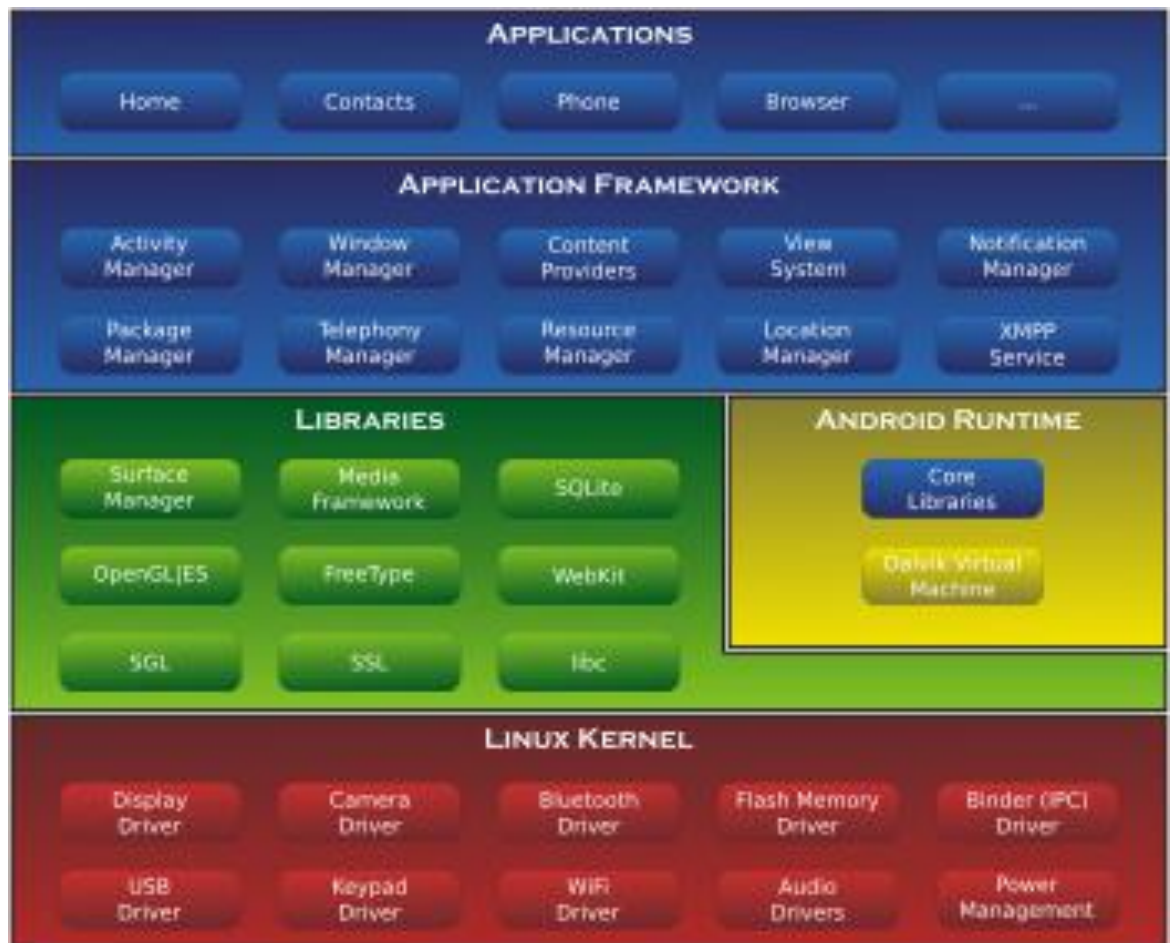 APPLICATIONS
Home
Contacts
Phone
Browser
...
APPLICATION FRAMEWORK
Activity
Manager
Window
Manager
Content
Providers
View
System
Notification
Manager
Package
Manager
Telephony
Manager
Resource
Manager
Location
Manager
XMPP
Service
LIBRARIES
Surface
Manager
Media
Framework
SQLite
OpenGL|ES
FreeType
WebKit
SGL
SSL
libc
ANDROID RUNTIME
Core
Libraries
Dalvik Virtual
Machine
LINUX KERNEL
Display
Driver
Camera
Driver
Bluetooth
Driver
Flash Memory
Driver
Binder (IPC)
Driver
USB
Driver
Keypad
Driver
WiFi
Driver
Audio
Drivers
Power
Management